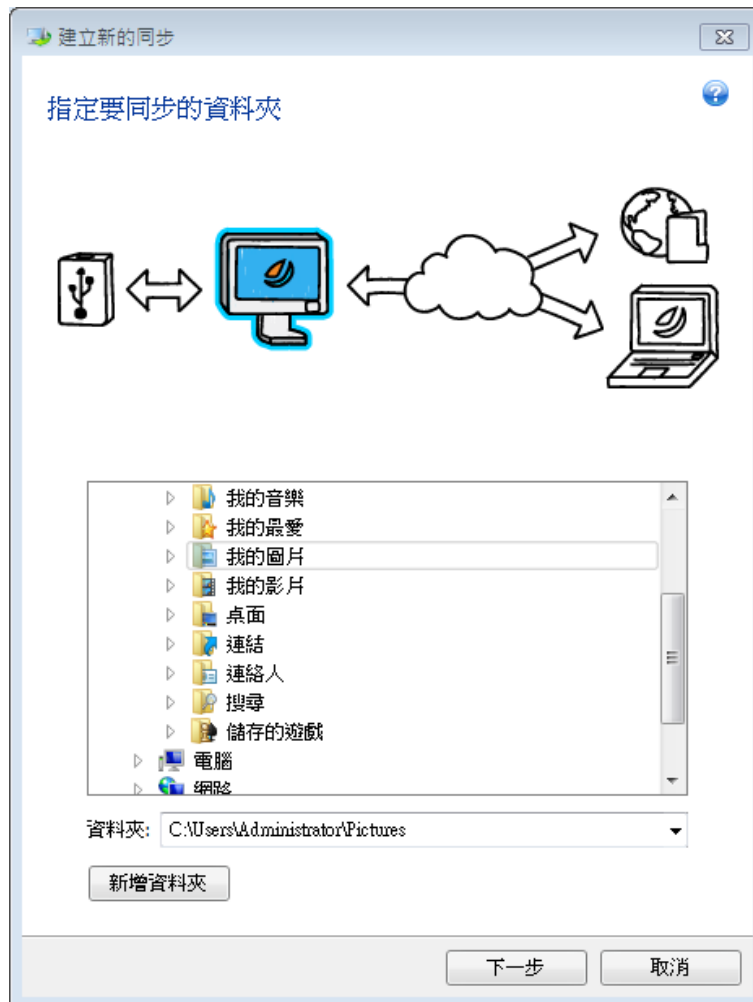 建立新的同步
指定要同步的資料夾
我的音樂
我的最愛
我的圖片
我的影片
桌面
連結
連絡人
搜尋
儲存的遊戲
電腦
網路
資料夾: C:\Users\Administrator\Pictures
新增資料夾
下一步 取消